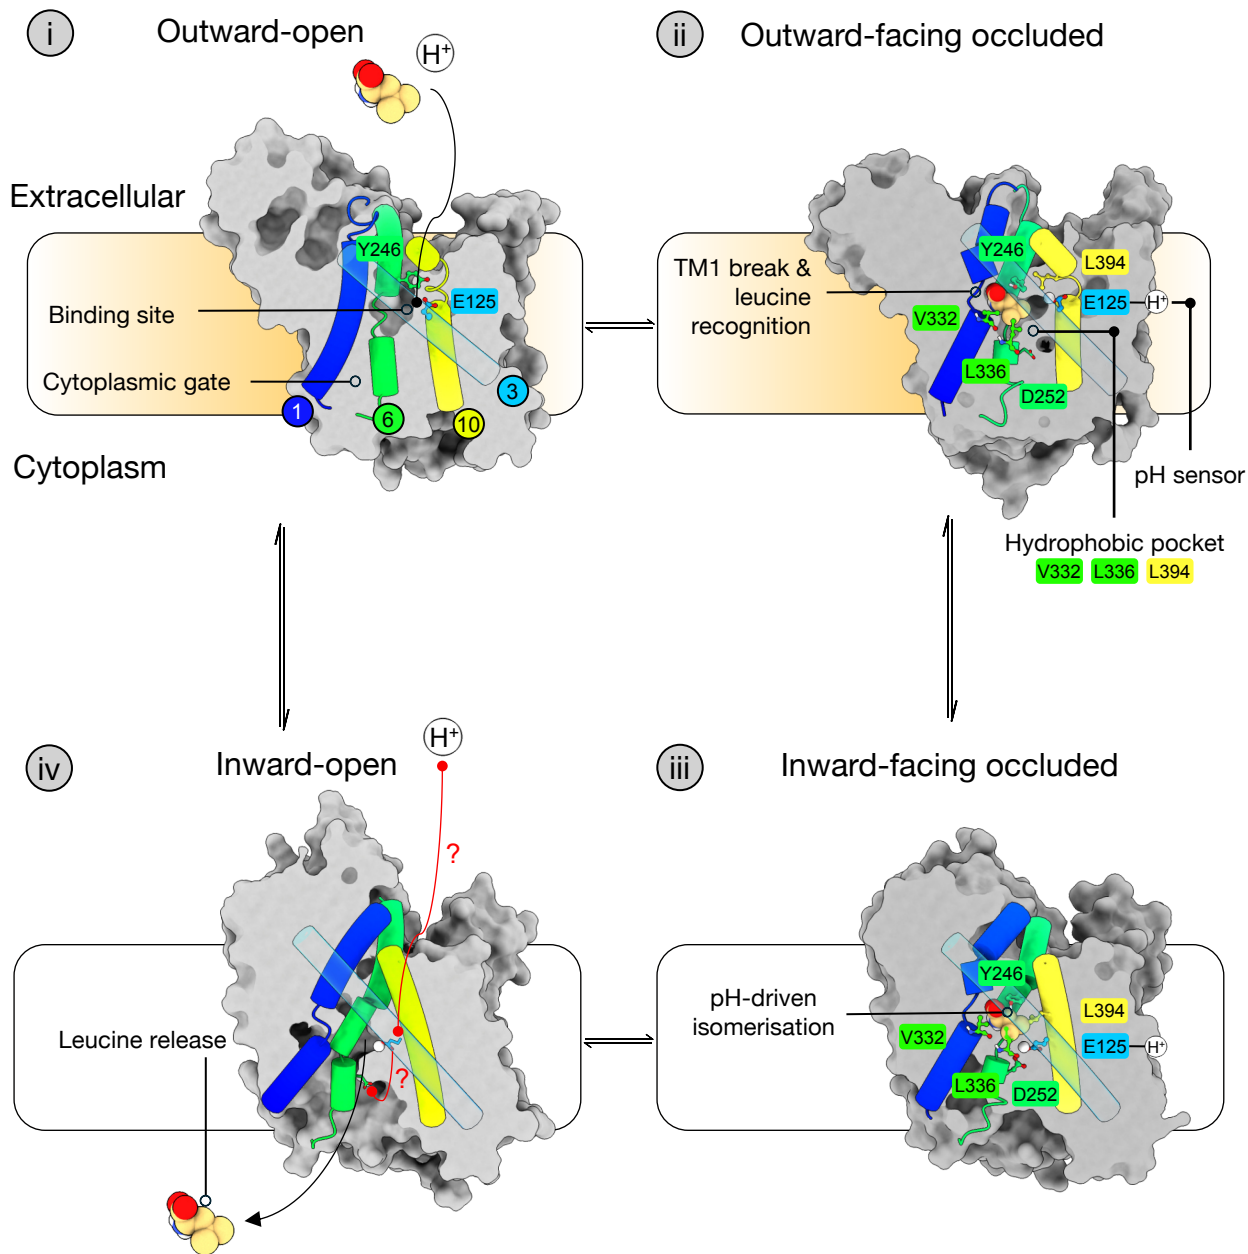 i
Outward-open
H+
Extracellular
Y246
E125
Binding site
Cytoplasmic gate
1
6
10
3
Cytoplasm
ii
Outward-facing occluded
Y246
L394
TM1 break &
leucine
recognition
E125
H+
V332
L336
D252
pH sensor
Hydrophobic pocket
V332 L336 L394
iv
Inward-open
H+
?
Leucine release
?
iii
Inward-facing occluded
Y246
pH-driven
isomerisation
L394
V332
E125
H+
L336
D252